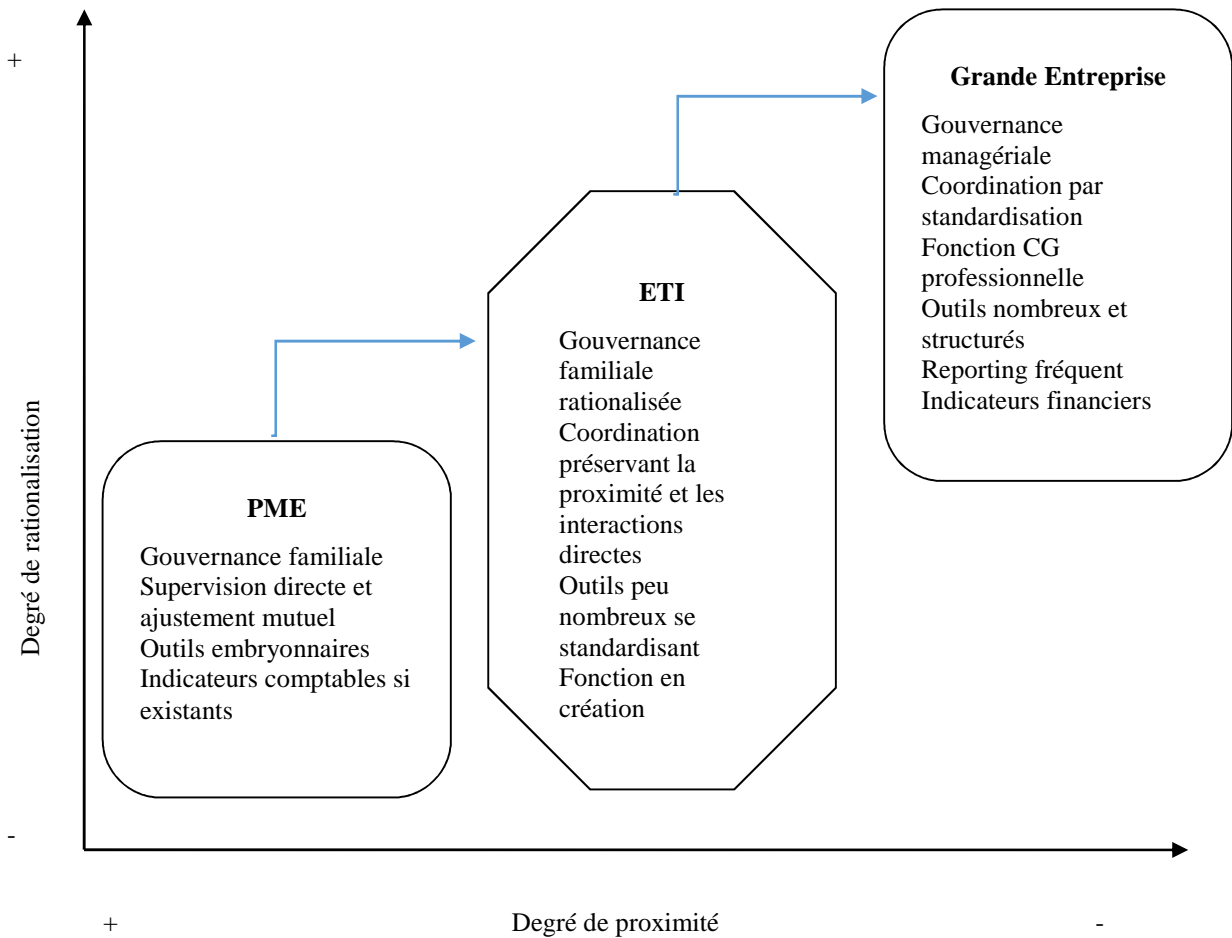 +
Degré de rationalisation
-
PME
Gouvernance familiale
Supervision directe et
ajustement mutuel
Outils embryonnaires
Indicateurs comptables si
existants
ETI
Gouvernance
familiale
rationalisée
Coordination
préservant la
proximité et les
interactions
directes
Outils peu
nombreux se
standardisant
Fonction en
création
Grande Entreprise
Gouvernance
managériale
Coordination par
standardisation
Fonction CG
professionnelle
Outils nombreux et
structurés
Reporting fréquent
Indicateurs financiers
+
Degré de proximité
-